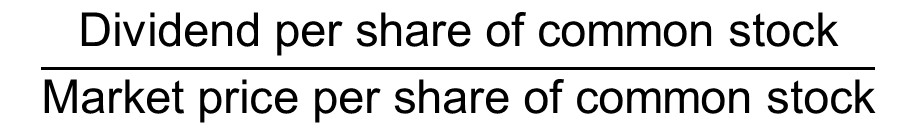 Dividend per share of common stock
Market price per share of common stock